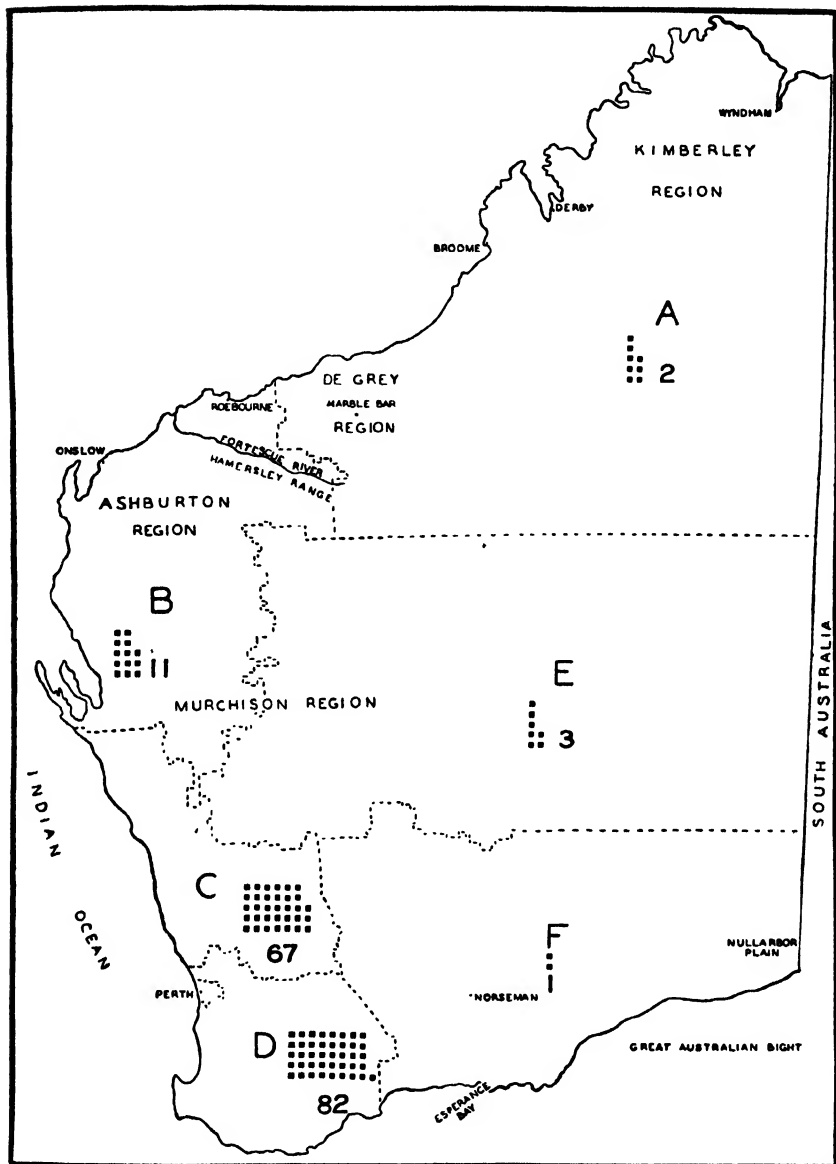 WYNDHAM
KIMBERLEY
REGION
DERBY
BROOME
A
2
DE GREY
MARBLE BAR
REGION
ROEBOURNE
ONSLOW
FORTESCUE RIVER
HAMERSLEY RANGE
ASHBURTON
REGION
B
11
MURCHISON REGION
E
3
SOUTH AUSTRALIA
INDIAN
OCEAN
C
67
F
1
NULLARBOR
PLAIN
NORSEMAN
PERTH
GREAT AUSTRALIAN BIGHT
D
82
ESPERANCE
BAY